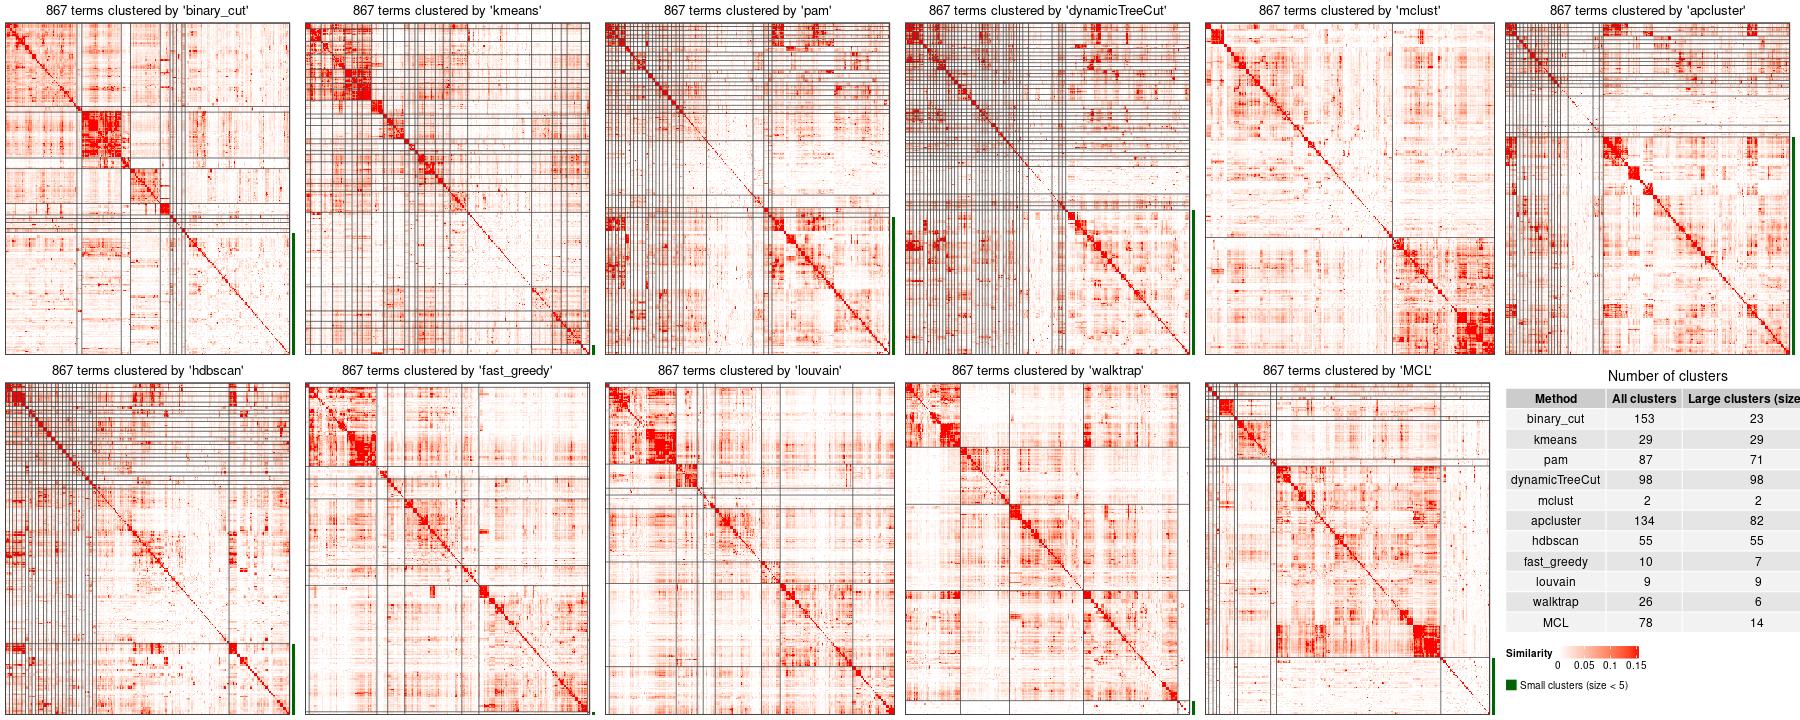 867 terms clustered by 'binary_cut'
867 terms clustered by 'kmeans'
867 terms clustered by 'pam'
867 terms clustered by 'dynamicTreeCut'
867 terms clustered by 'mclust'
867 terms clustered by 'apcluster'
867 terms clustered by 'hdbscan'
867 terms clustered by 'fast_greedy'
867 terms clustered by 'louvain'
867 terms clustered by 'walktrap'
867 terms clustered by 'MCL'
Number of clusters
Method All clusters Large clusters (size
binary_cut 153 23
kmeans 29 29
pam 87 71
dynamicTreeCut 98 98
mclust 2 2
apcluster 134 82
hdbscan 55 55
fast_greedy 10 7
louvain 9 9
walktrap 26 6
MCL 78 14
Similarity
0 0.05 0.1 0.15
Small clusters (size < 5)